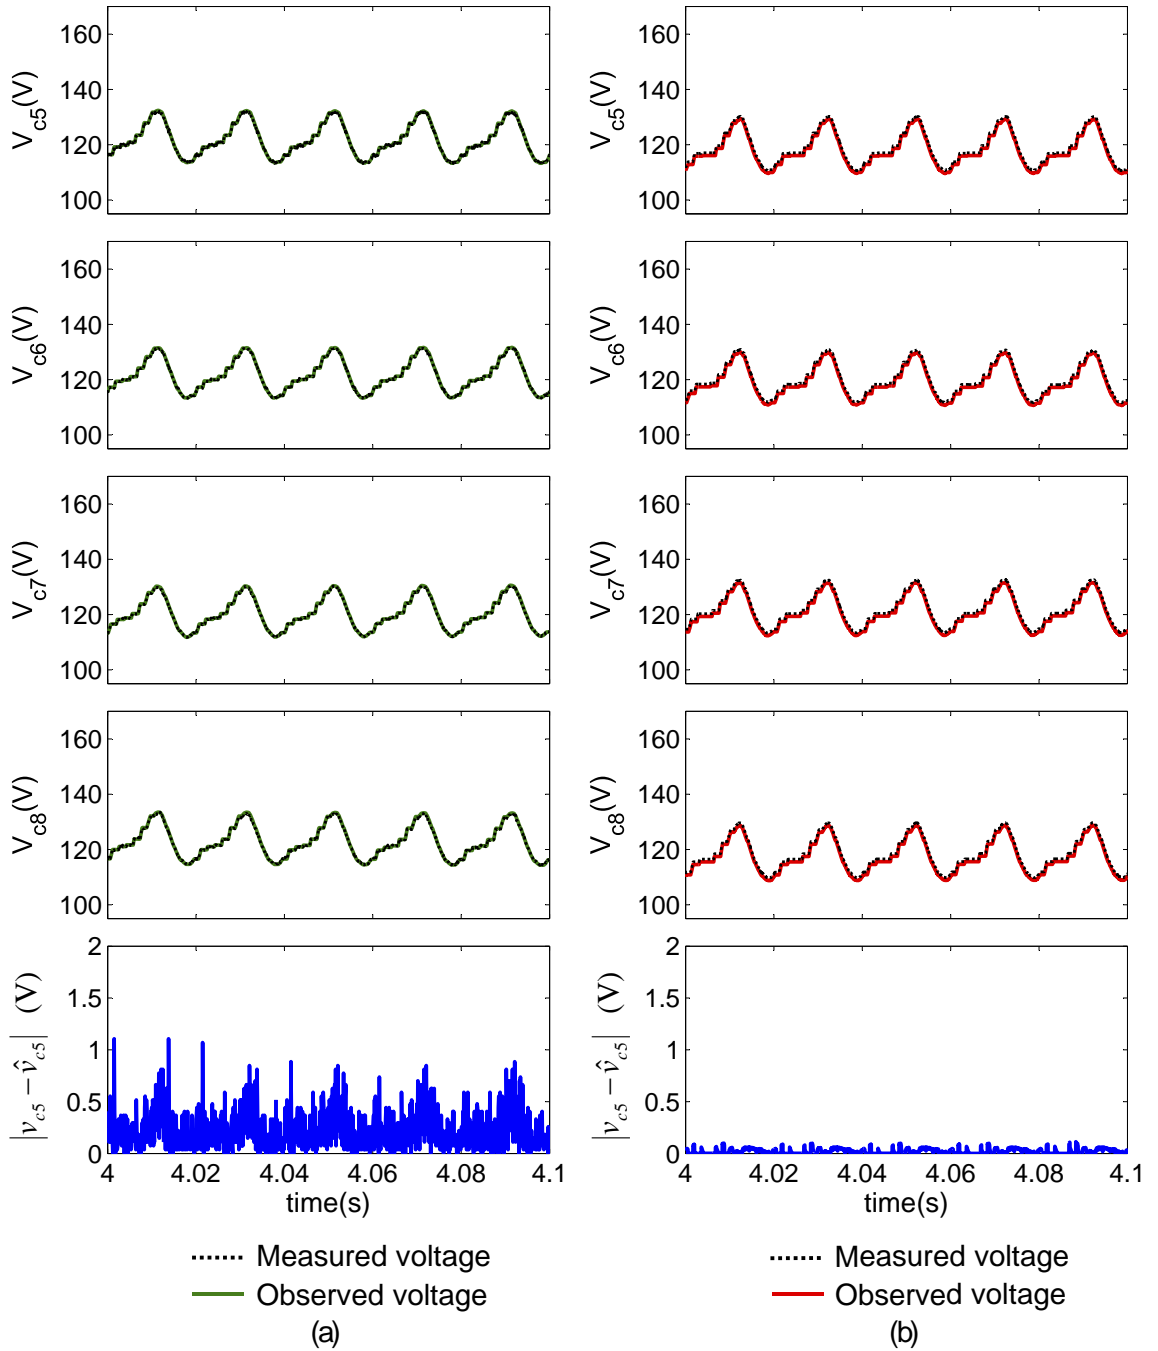 160
140
120
100
V_c5(V)
160
140
120
100
V_c6(V)
160
140
120
100
V_c7(V)
160
140
120
100
V_c8(V)
2
1.5
1
0.5
0
|v_c5 − v̂_c5| (V)
4 4.02 4.04 4.06 4.08 4.1
time(s)
Measured voltage
Observed voltage
(a)
160
140
120
100
V_c5(V)
160
140
120
100
V_c6(V)
160
140
120
100
V_c7(V)
160
140
120
100
V_c8(V)
2
1.5
1
0.5
0
|v_c5 − v̂_c5| (V)
4 4.02 4.04 4.06 4.08 4.1
time(s)
Measured voltage
Observed voltage
(b)